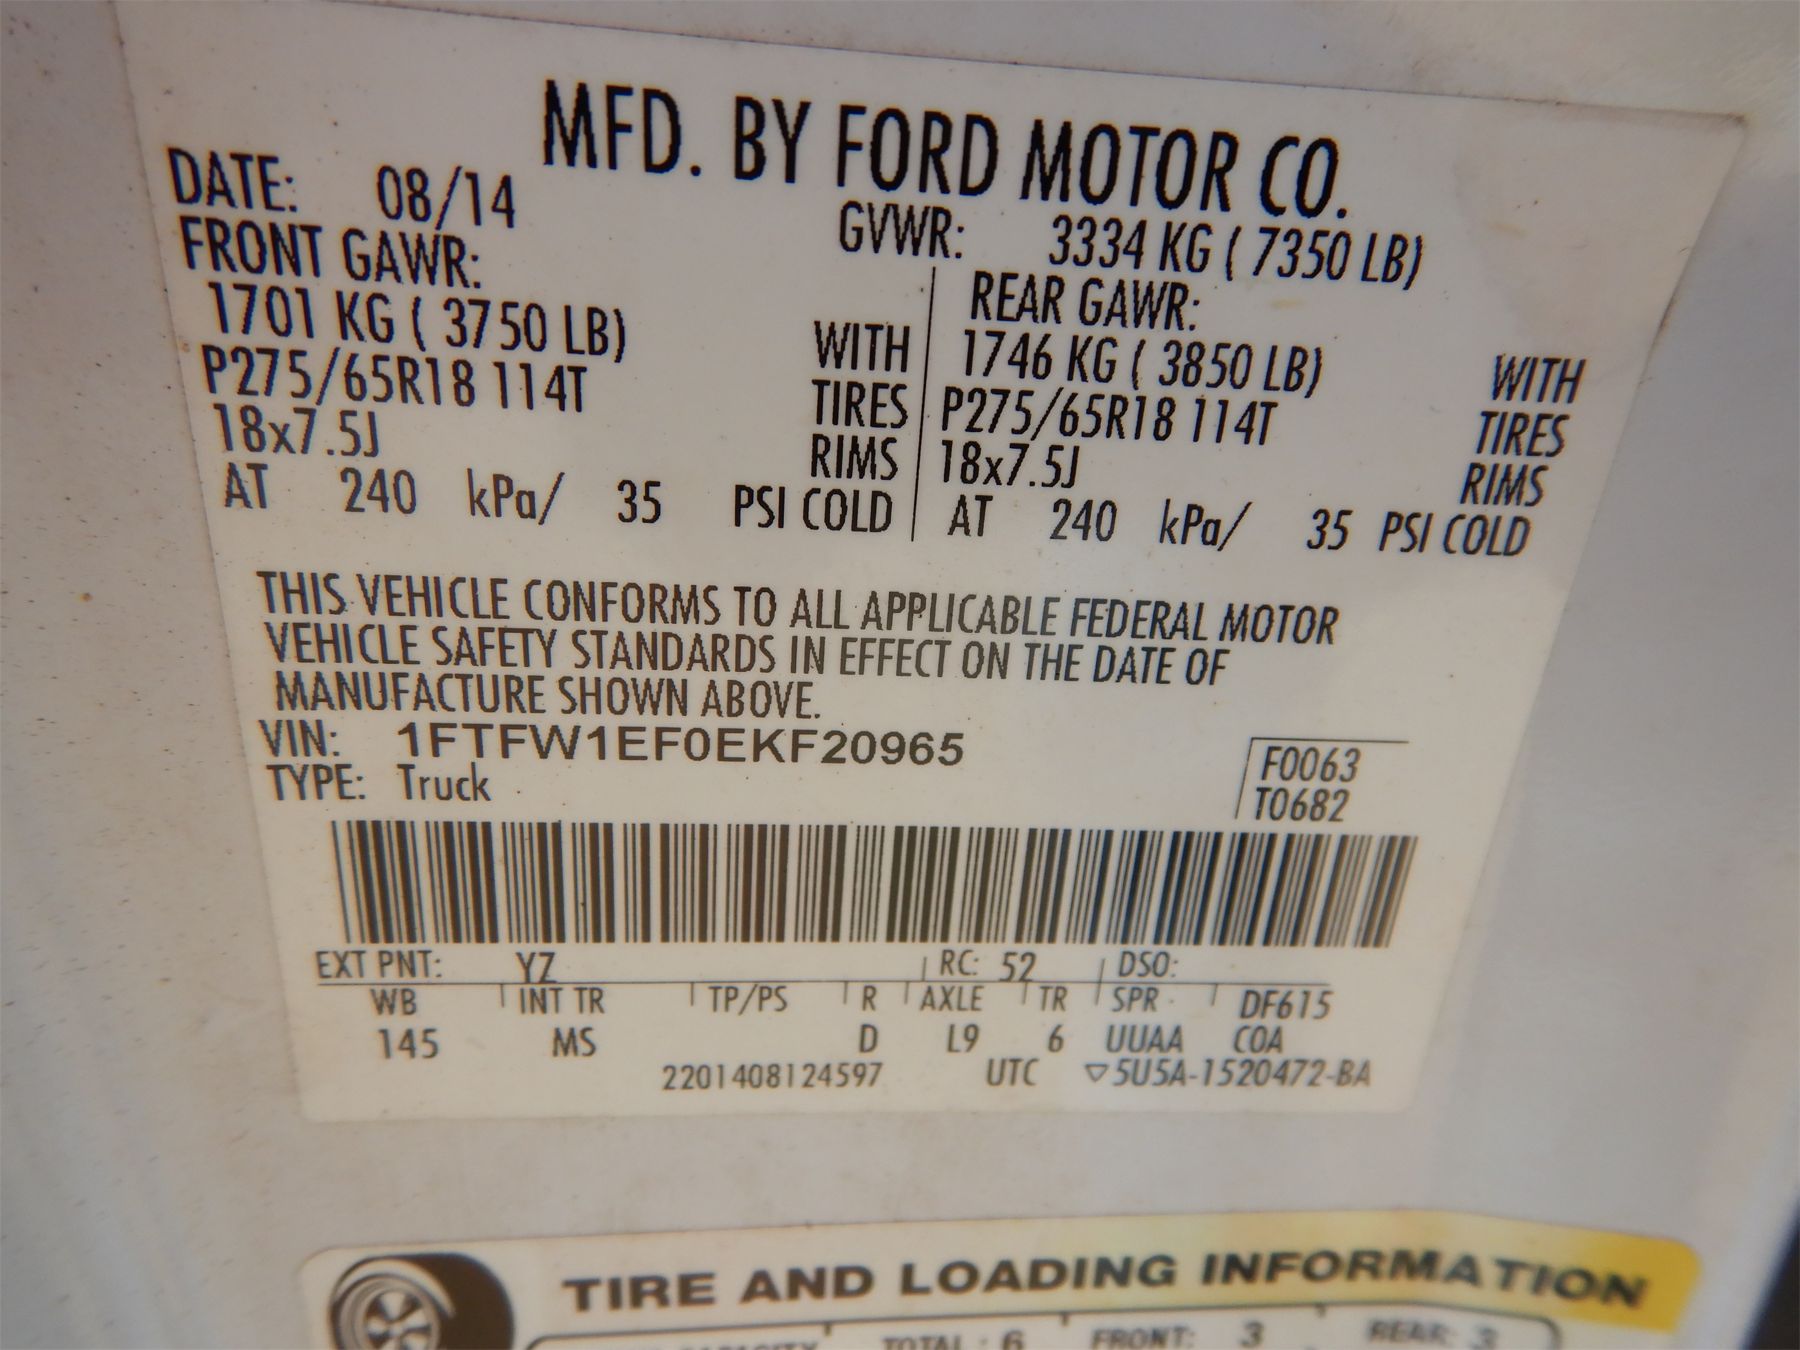 MFD. BY FORD MOTOR CO.
DATE: 08/14
GVWR: 3334 KG ( 7350 LB)
FRONT GAWR:
1701 KG ( 3750 LB) WITH
P275/65R18 114T TIRES
18x7.5J RIMS
AT 240 kPa/ 35 PSI COLD
REAR GAWR:
1746 KG ( 3850 LB) WITH
P275/65R18 114T TIRES
18x7.5J RIMS
AT 240 kPa/ 35 PSI COLD
THIS VEHICLE CONFORMS TO ALL APPLICABLE FEDERAL MOTOR
VEHICLE SAFETY STANDARDS IN EFFECT ON THE DATE OF
MANUFACTURE SHOWN ABOVE.
VIN: 1FTFW1EF0EKF20965
TYPE: Truck
F0063
T0682
EXT PNT: YZ RC: 52 DSO:
WB INT TR TP/PS R AXLE TR SPR DF615
145 MS D L9 6 UUAA COA
2201408124597 UTC ▽5U5A-1520472-BA
TIRE AND LOADING INFORMATION
TOTAL : 6 FRONT: 3 REAR: 3